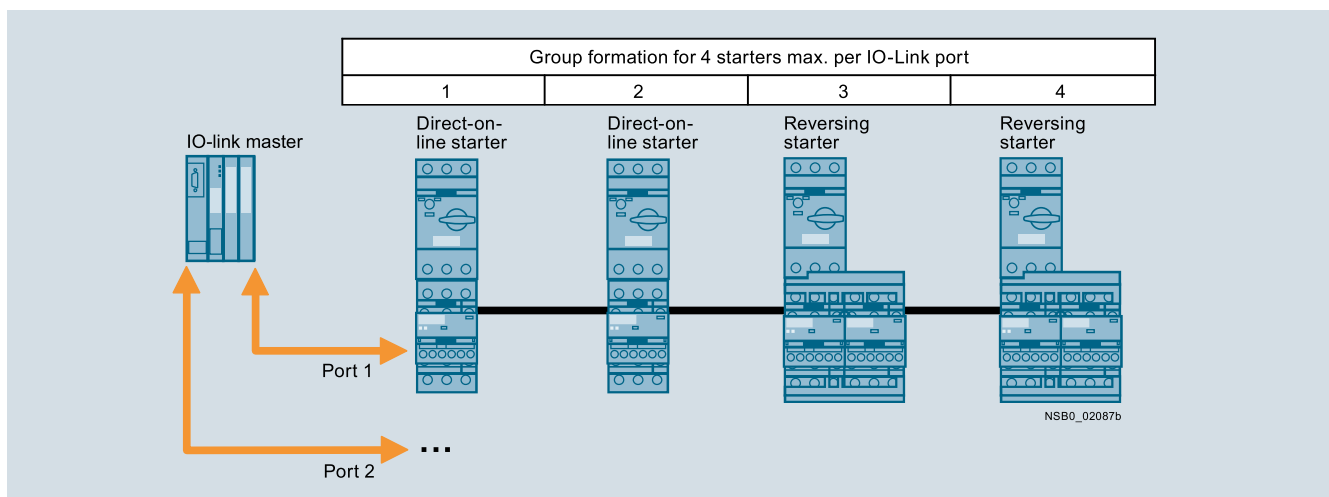 Group formation for 4 starters max. per IO-Link port
1 2 3 4
IO-link master
Direct-on-
line starter
Direct-on-
line starter
Reversing
starter
Reversing
starter
Port 1
NSB0_02087b
...
Port 2